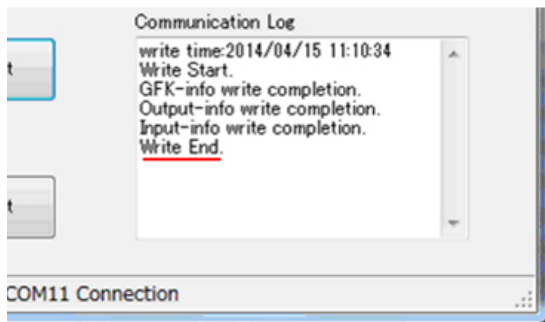 Communication Log
write time:2014/04/15 11:10:34
Write Start.
GFK-info write completion.
Output-info write completion.
Input-info write completion.
Write End.
t
t
COM11 Connection